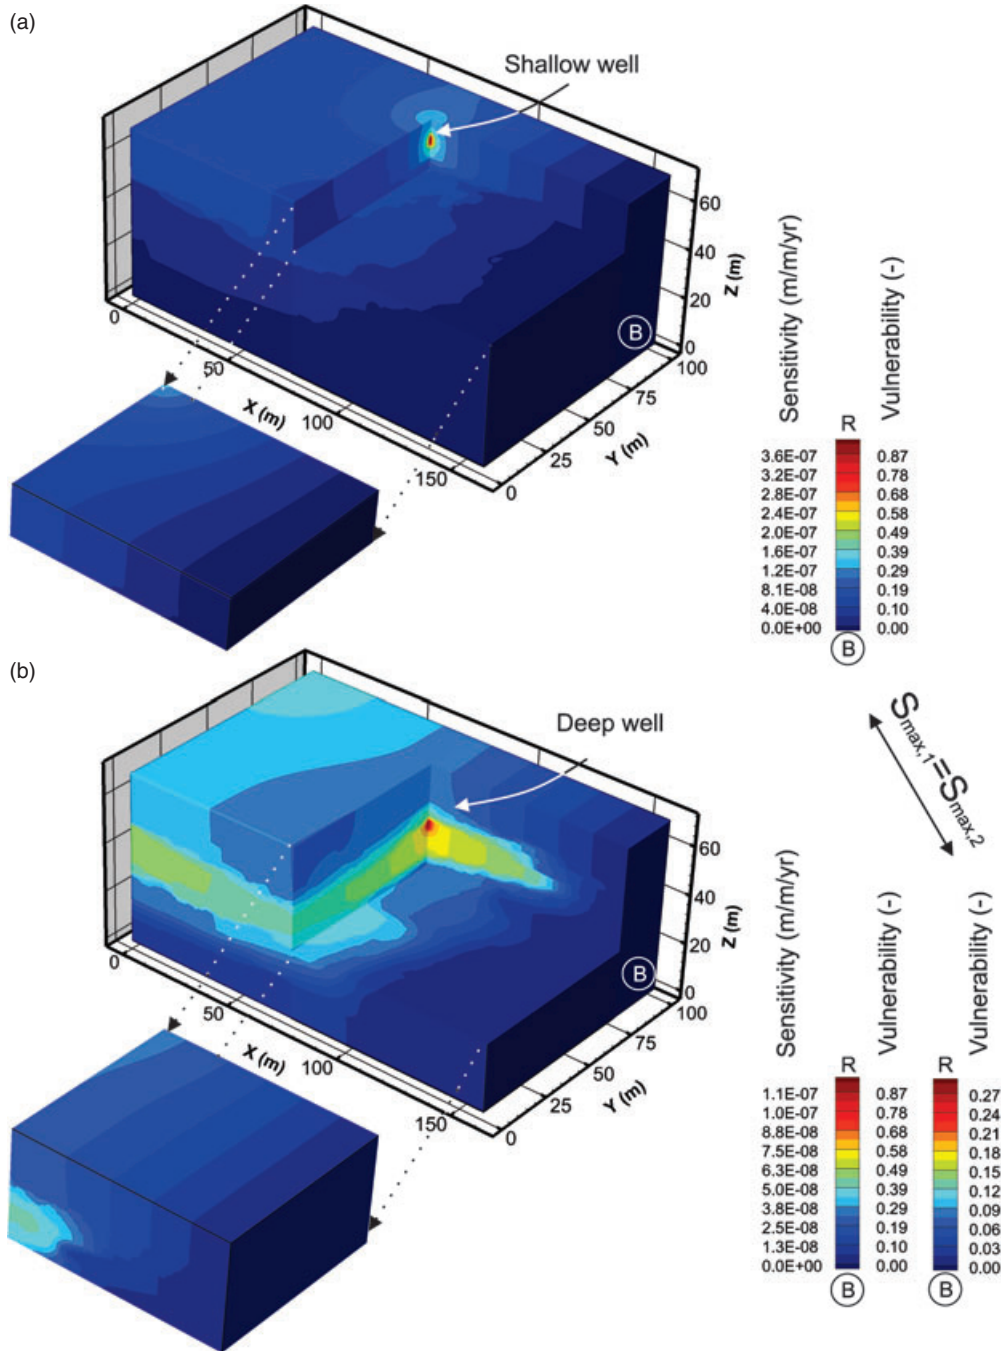 (a)
Shallow well
60
40
20
0
Z (m)
B
0
50
100
150
X (m)
0
25
50
75
100
Y (m)
Sensitivity (m/m/yr)
Vulnerability (-)
R
3.6E-07 0.87
3.2E-07 0.78
2.8E-07 0.68
2.4E-07 0.58
2.0E-07 0.49
1.6E-07 0.39
1.2E-07 0.29
8.1E-08 0.19
4.0E-08 0.10
0.0E+00 0.00
B
Smax,1=Smax,2
(b)
Deep well
60
40
20
0
Z (m)
B
0
50
100
150
X (m)
0
25
50
75
100
Y (m)
Sensitivity (m/m/yr)
Vulnerability (-)
Vulnerability (-)
R R
1.1E-07 0.87 0.27
1.0E-07 0.78 0.24
8.8E-08 0.68 0.21
7.5E-08 0.58 0.18
6.3E-08 0.49 0.15
5.0E-08 0.39 0.12
3.8E-08 0.29 0.09
2.5E-08 0.19 0.06
1.3E-08 0.10 0.03
0.0E+00 0.00 0.00
B B